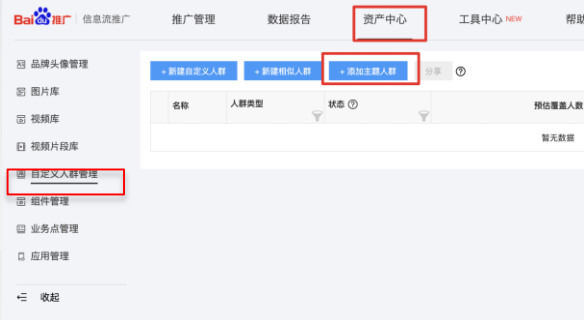 Bai du 推广 信息流推广 推广管理 数据报告 资产中心 工具中心 NEW 帮助
品牌头像管理
图片库
视频库
视频片段库
自定义人群管理
组件管理
业务点管理
应用管理
收起
+ 新建自定义人群 + 新建相似人群 + 添加主题人群 分享 ?
名称 人群类型 状态 ? 预估覆盖人数
暂无数据